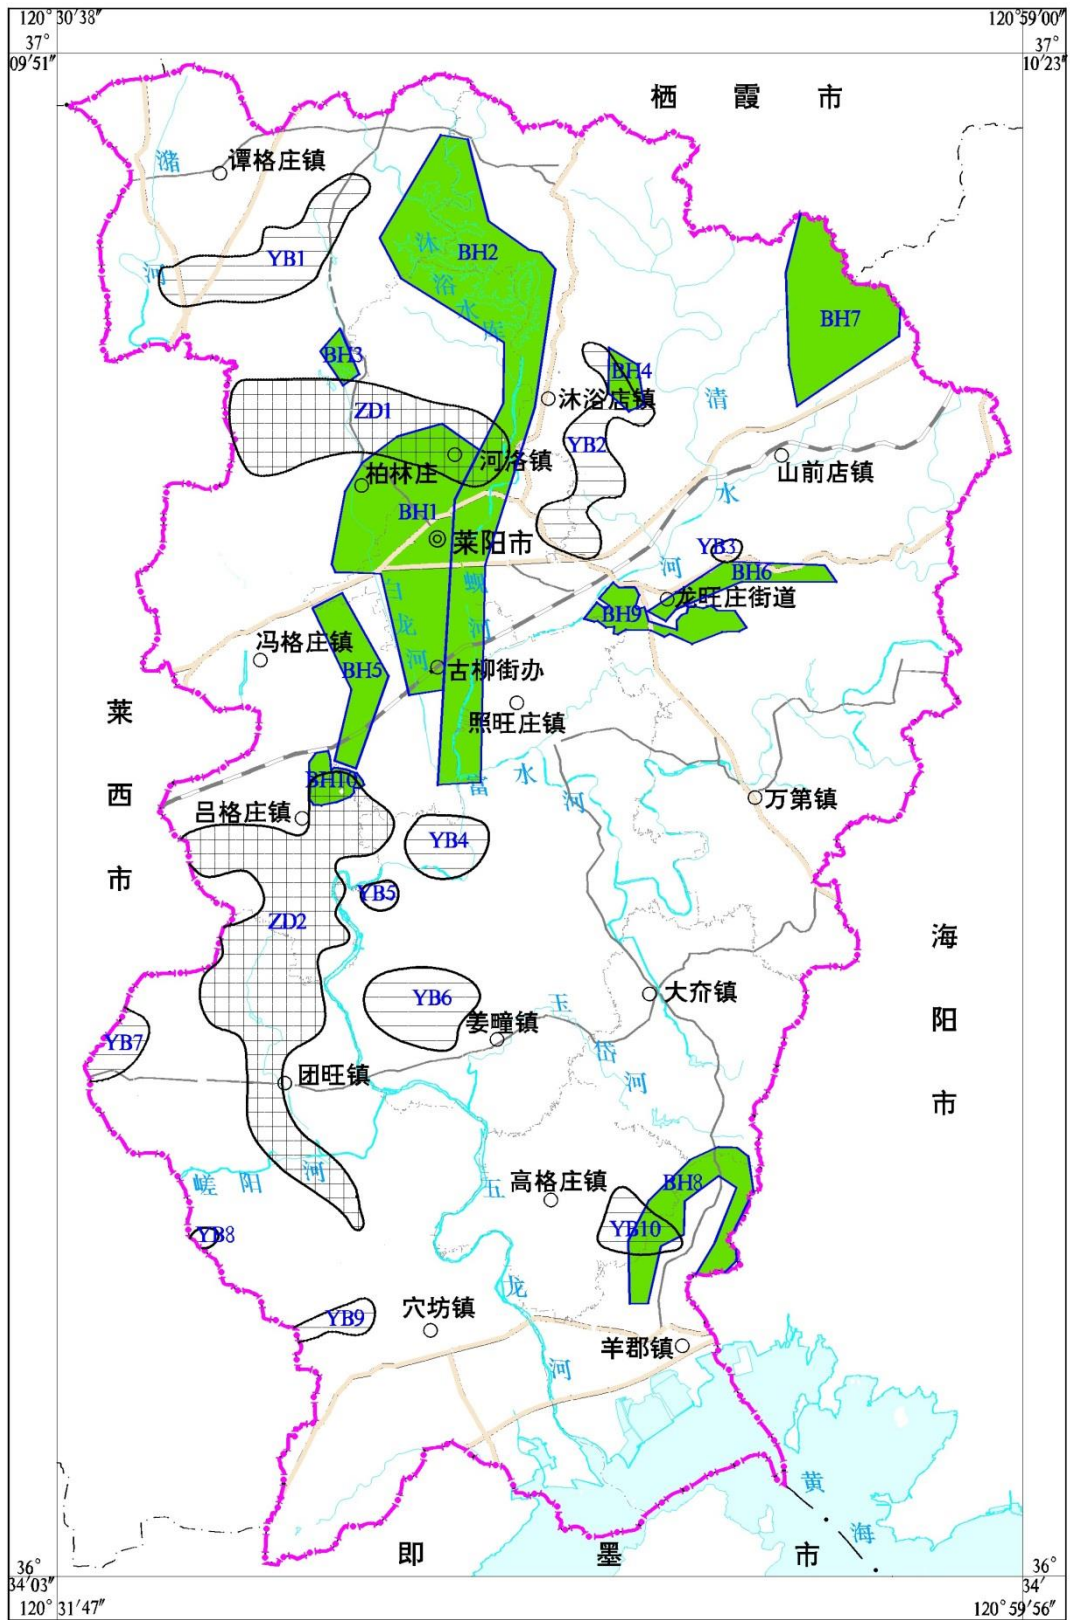 120°30′38″
120°59′00″
37°
09′51″
37°
10′23″
栖霞市
潴河
谭格庄镇
YB1
沐浴水库
BH2
BH7
BH3
BH4
沐浴店镇
清水河
ZD1
YB2
河洛镇
柏林庄
山前店镇
BH1
莱阳市
YB3
BH6
白龙河
蚬河
龙旺庄街道
BH9
冯格庄镇
BH5
古柳街办
照旺庄镇
莱西市
富水河
BH10
吕格庄镇
万第镇
YB4
YB5
ZD2
海阳市
YB6
大夼镇
玉岱河
姜疃镇
YB7
团旺镇
嵯阳河
五龙河
高格庄镇
BH8
YB10
YB8
YB9
穴坊镇
羊郡镇
黄海
即墨市
36°
34′03″
120°31′47″
36°
34′
120°59′56″